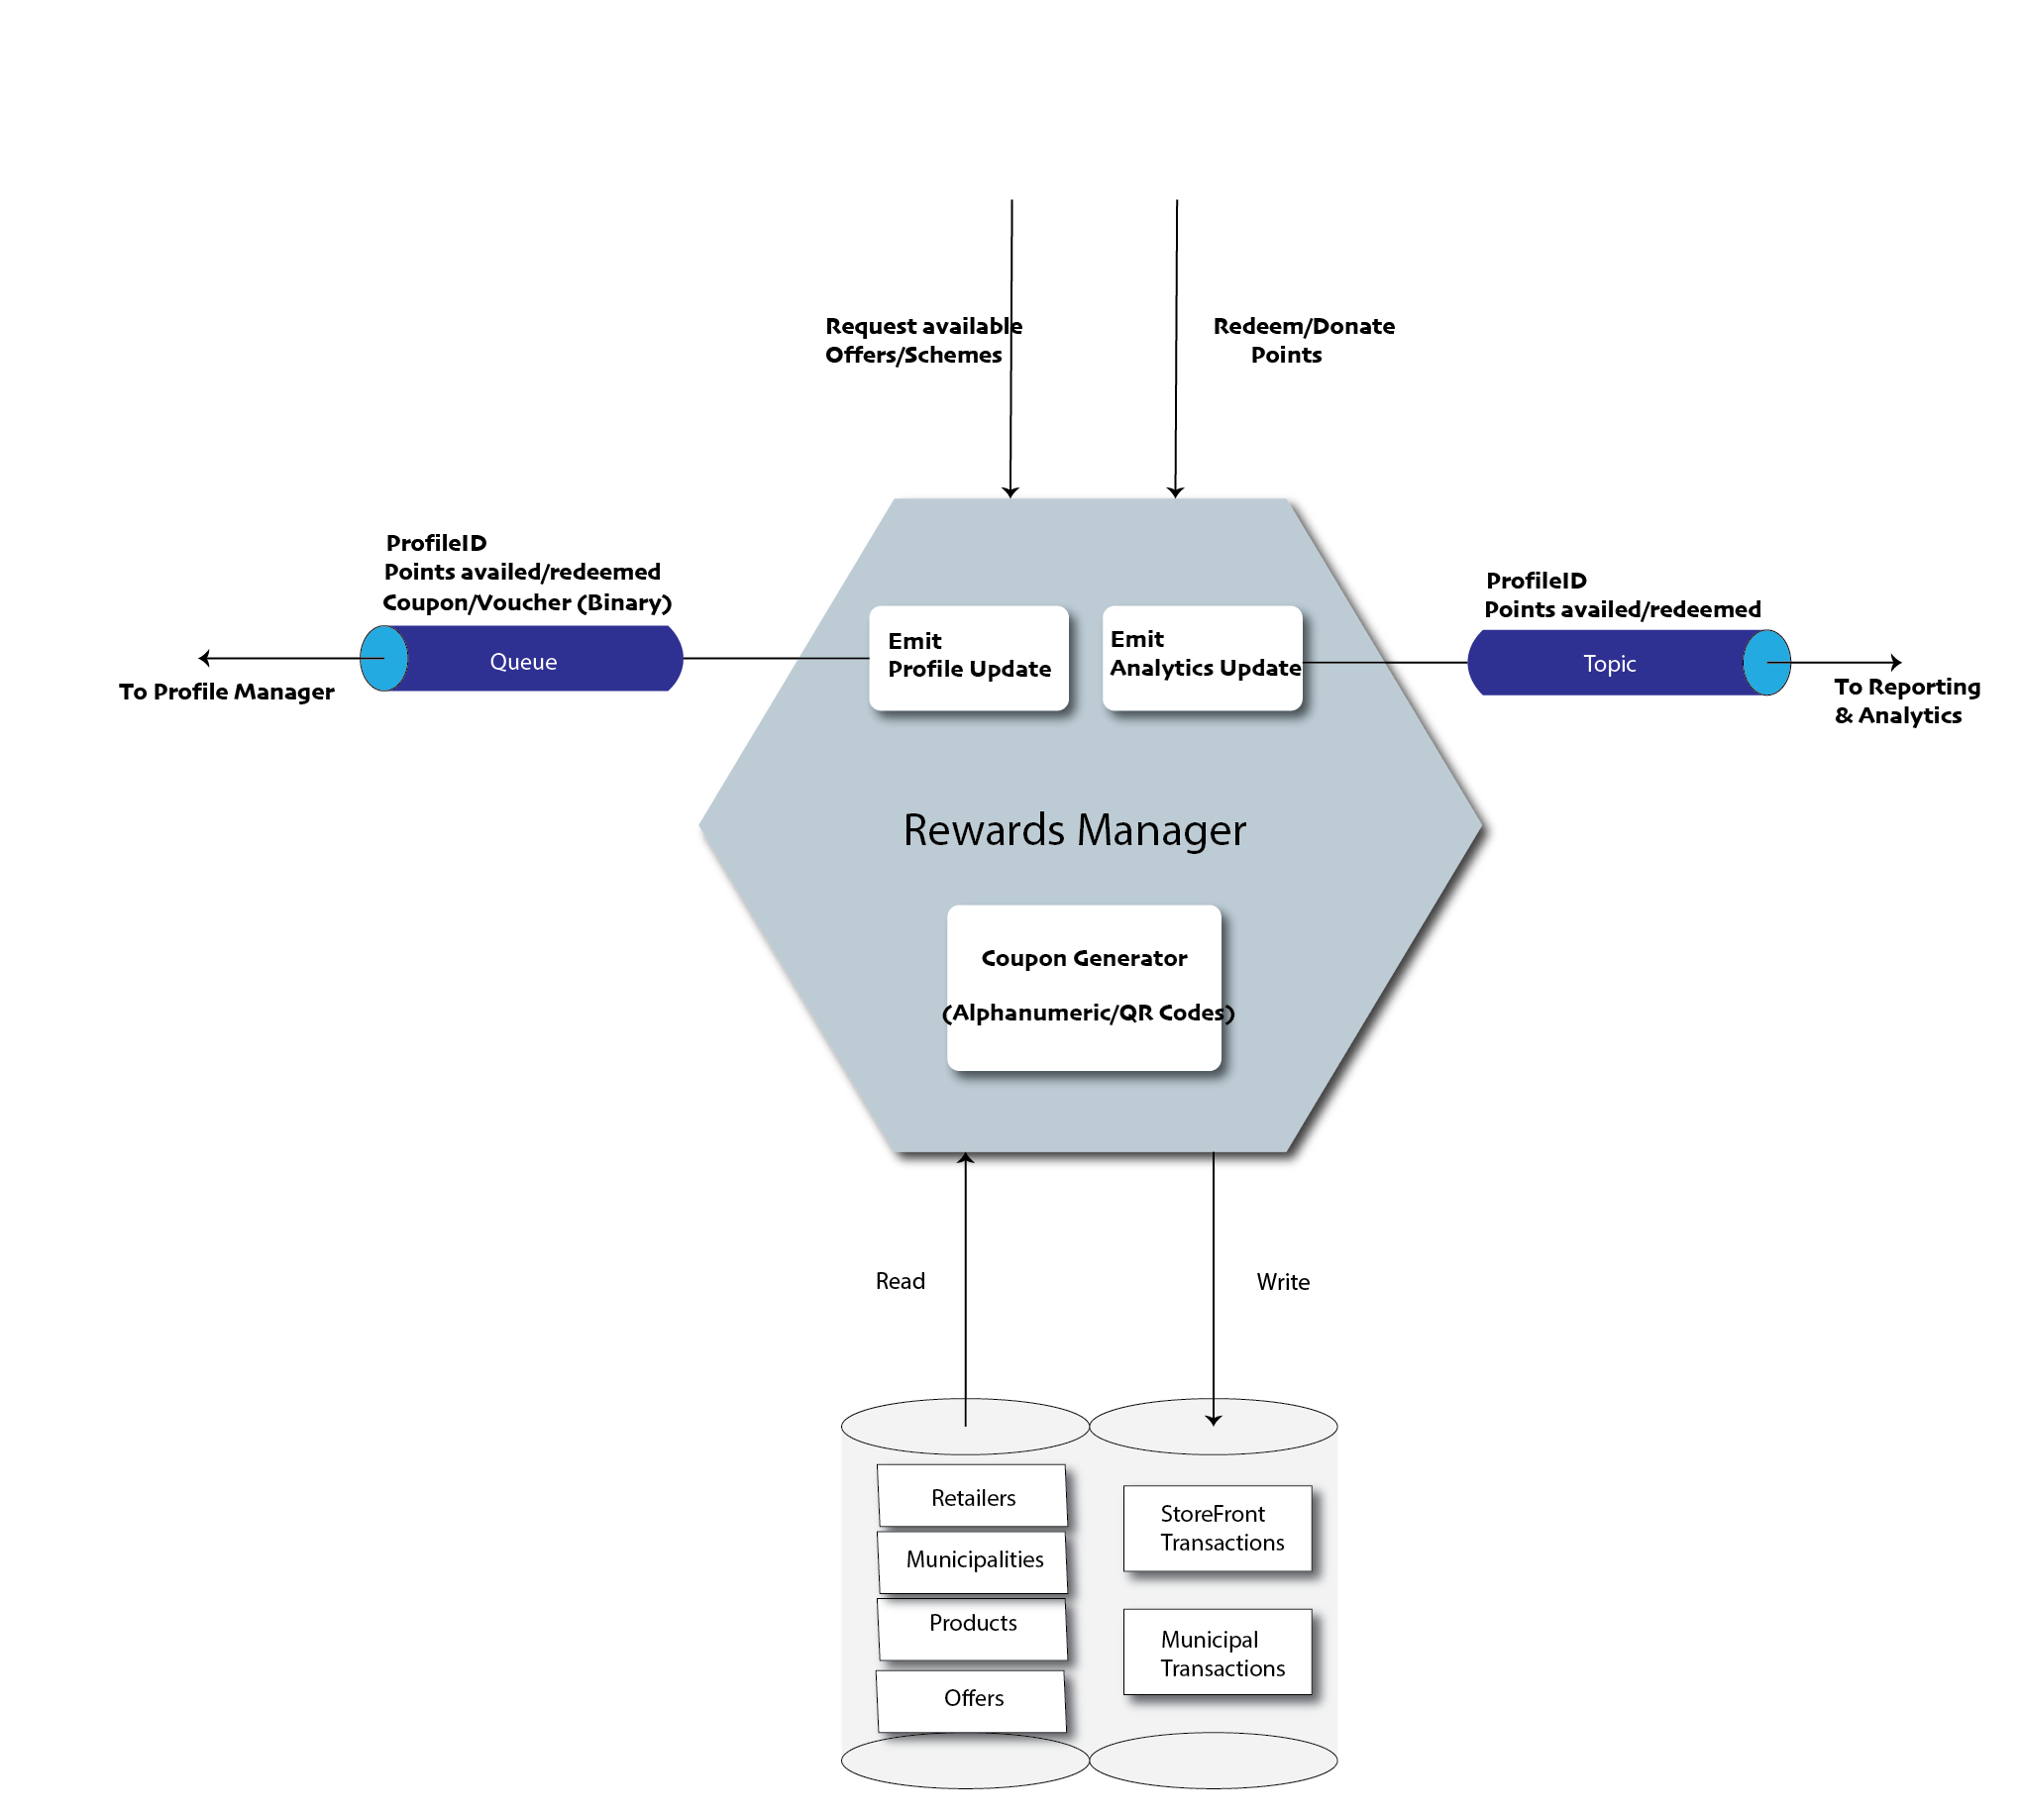 Request available
Offers/Schemes
Redeem/Donate
Points
ProfileID
Points availed/redeemed
Coupon/Voucher (Binary)
Queue
To Profile Manager
Emit
Profile Update
Emit
Analytics Update
ProfileID
Points availed/redeemed
Topic
To Reporting
& Analytics
Rewards Manager
Coupon Generator
(Alphanumeric/QR Codes)
Read
Write
Retailers
Municipalities
Products
Offers
StoreFront
Transactions
Municipal
Transactions